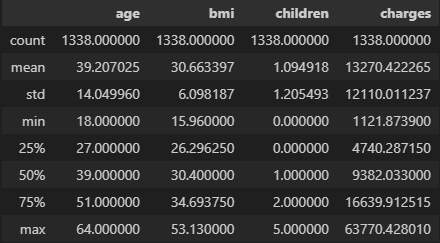 age bmi children charges
count 1338.000000 1338.000000 1338.000000 1338.000000
mean 39.207025 30.663397 1.094918 13270.422265
std 14.049960 6.098187 1.205493 12110.011237
min 18.000000 15.960000 0.000000 1121.873900
25% 27.000000 26.296250 0.000000 4740.287150
50% 39.000000 30.400000 1.000000 9382.033000
75% 51.000000 34.693750 2.000000 16639.912515
max 64.000000 53.130000 5.000000 63770.428010